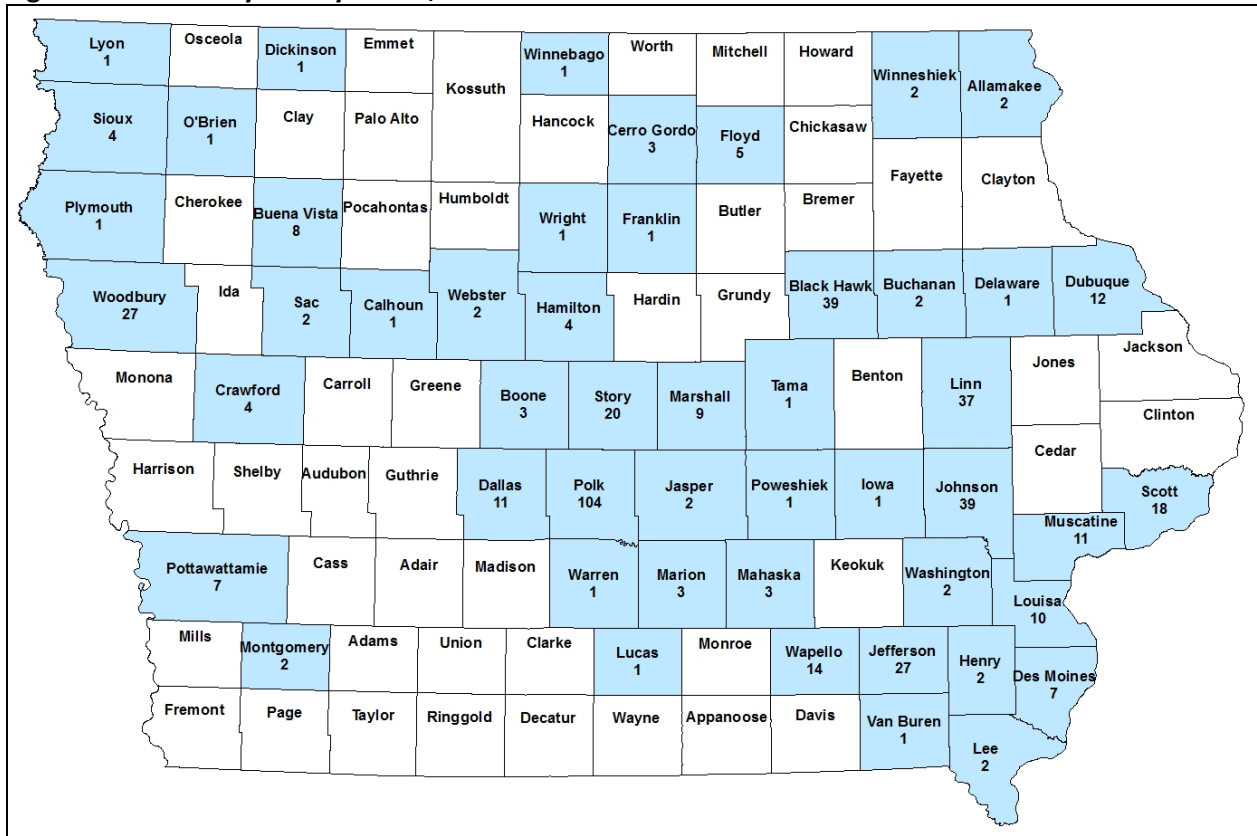 Lyon
1
Osceola
Dickinson
1
Emmet
Kossuth
Winnebago
1
Worth
Mitchell
Howard
Winneshiek
2
Allamakee
2
Sioux
4
O'Brien
1
Clay
Palo Alto
Hancock
Cerro Gordo
3
Floyd
5
Chickasaw
Fayette
Clayton
Plymouth
1
Cherokee
Buena Vista
8
Pocahontas
Humboldt
Wright
1
Franklin
1
Butler
Bremer
Woodbury
27
Ida
Sac
2
Calhoun
1
Webster
2
Hamilton
4
Hardin
Grundy
Black Hawk
39
Buchanan
2
Delaware
1
Dubuque
12
Monona
Crawford
4
Carroll
Greene
Boone
3
Story
20
Marshall
9
Tama
1
Benton
Linn
37
Jones
Jackson
Clinton
Cedar
Harrison
Shelby
Audubon
Guthrie
Dallas
11
Polk
104
Jasper
2
Poweshiek
1
Iowa
1
Johnson
39
Scott
18
Muscatine
11
Pottawattamie
7
Cass
Adair
Madison
Warren
1
Marion
3
Mahaska
3
Keokuk
Washington
2
Louisa
10
Mills
Montgomery
2
Adams
Union
Clarke
Lucas
1
Monroe
Wapello
14
Jefferson
27
Henry
2
Des Moines
7
Fremont
Page
Taylor
Ringgold
Decatur
Wayne
Appanoose
Davis
Van Buren
1
Lee
2